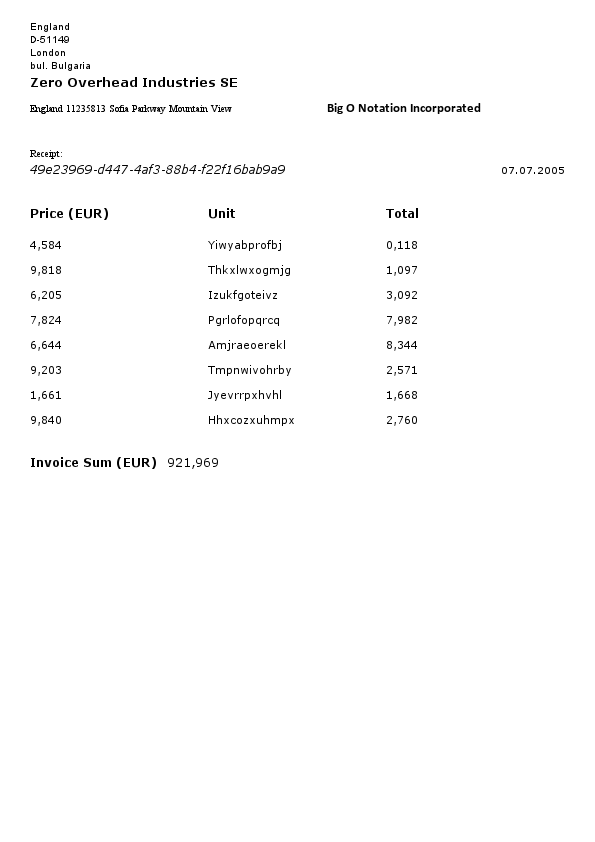 England
D-51149
London
bul. Bulgaria
Zero Overhead Industries SE
England 11235813 Sofia Parkway Mountain View Big O Notation Incorporated
Receipt:
49e23969-d447-4af3-88b4-f22f16bab9a9 07.07.2005
Price (EUR) Unit Total
4,584 Yiwyabprofbj 0,118
9,818 Thkxlwxogmjg 1,097
6,205 Izukfgoteivz 3,092
7,824 Pgrlofopqrcq 7,982
6,644 Amjraeoerekl 8,344
9,203 Tmpnwivohrby 2,571
1,661 Jyevrrpxhvhl 1,668
9,840 Hhxcozxuhmpx 2,760
Invoice Sum (EUR) 921,969